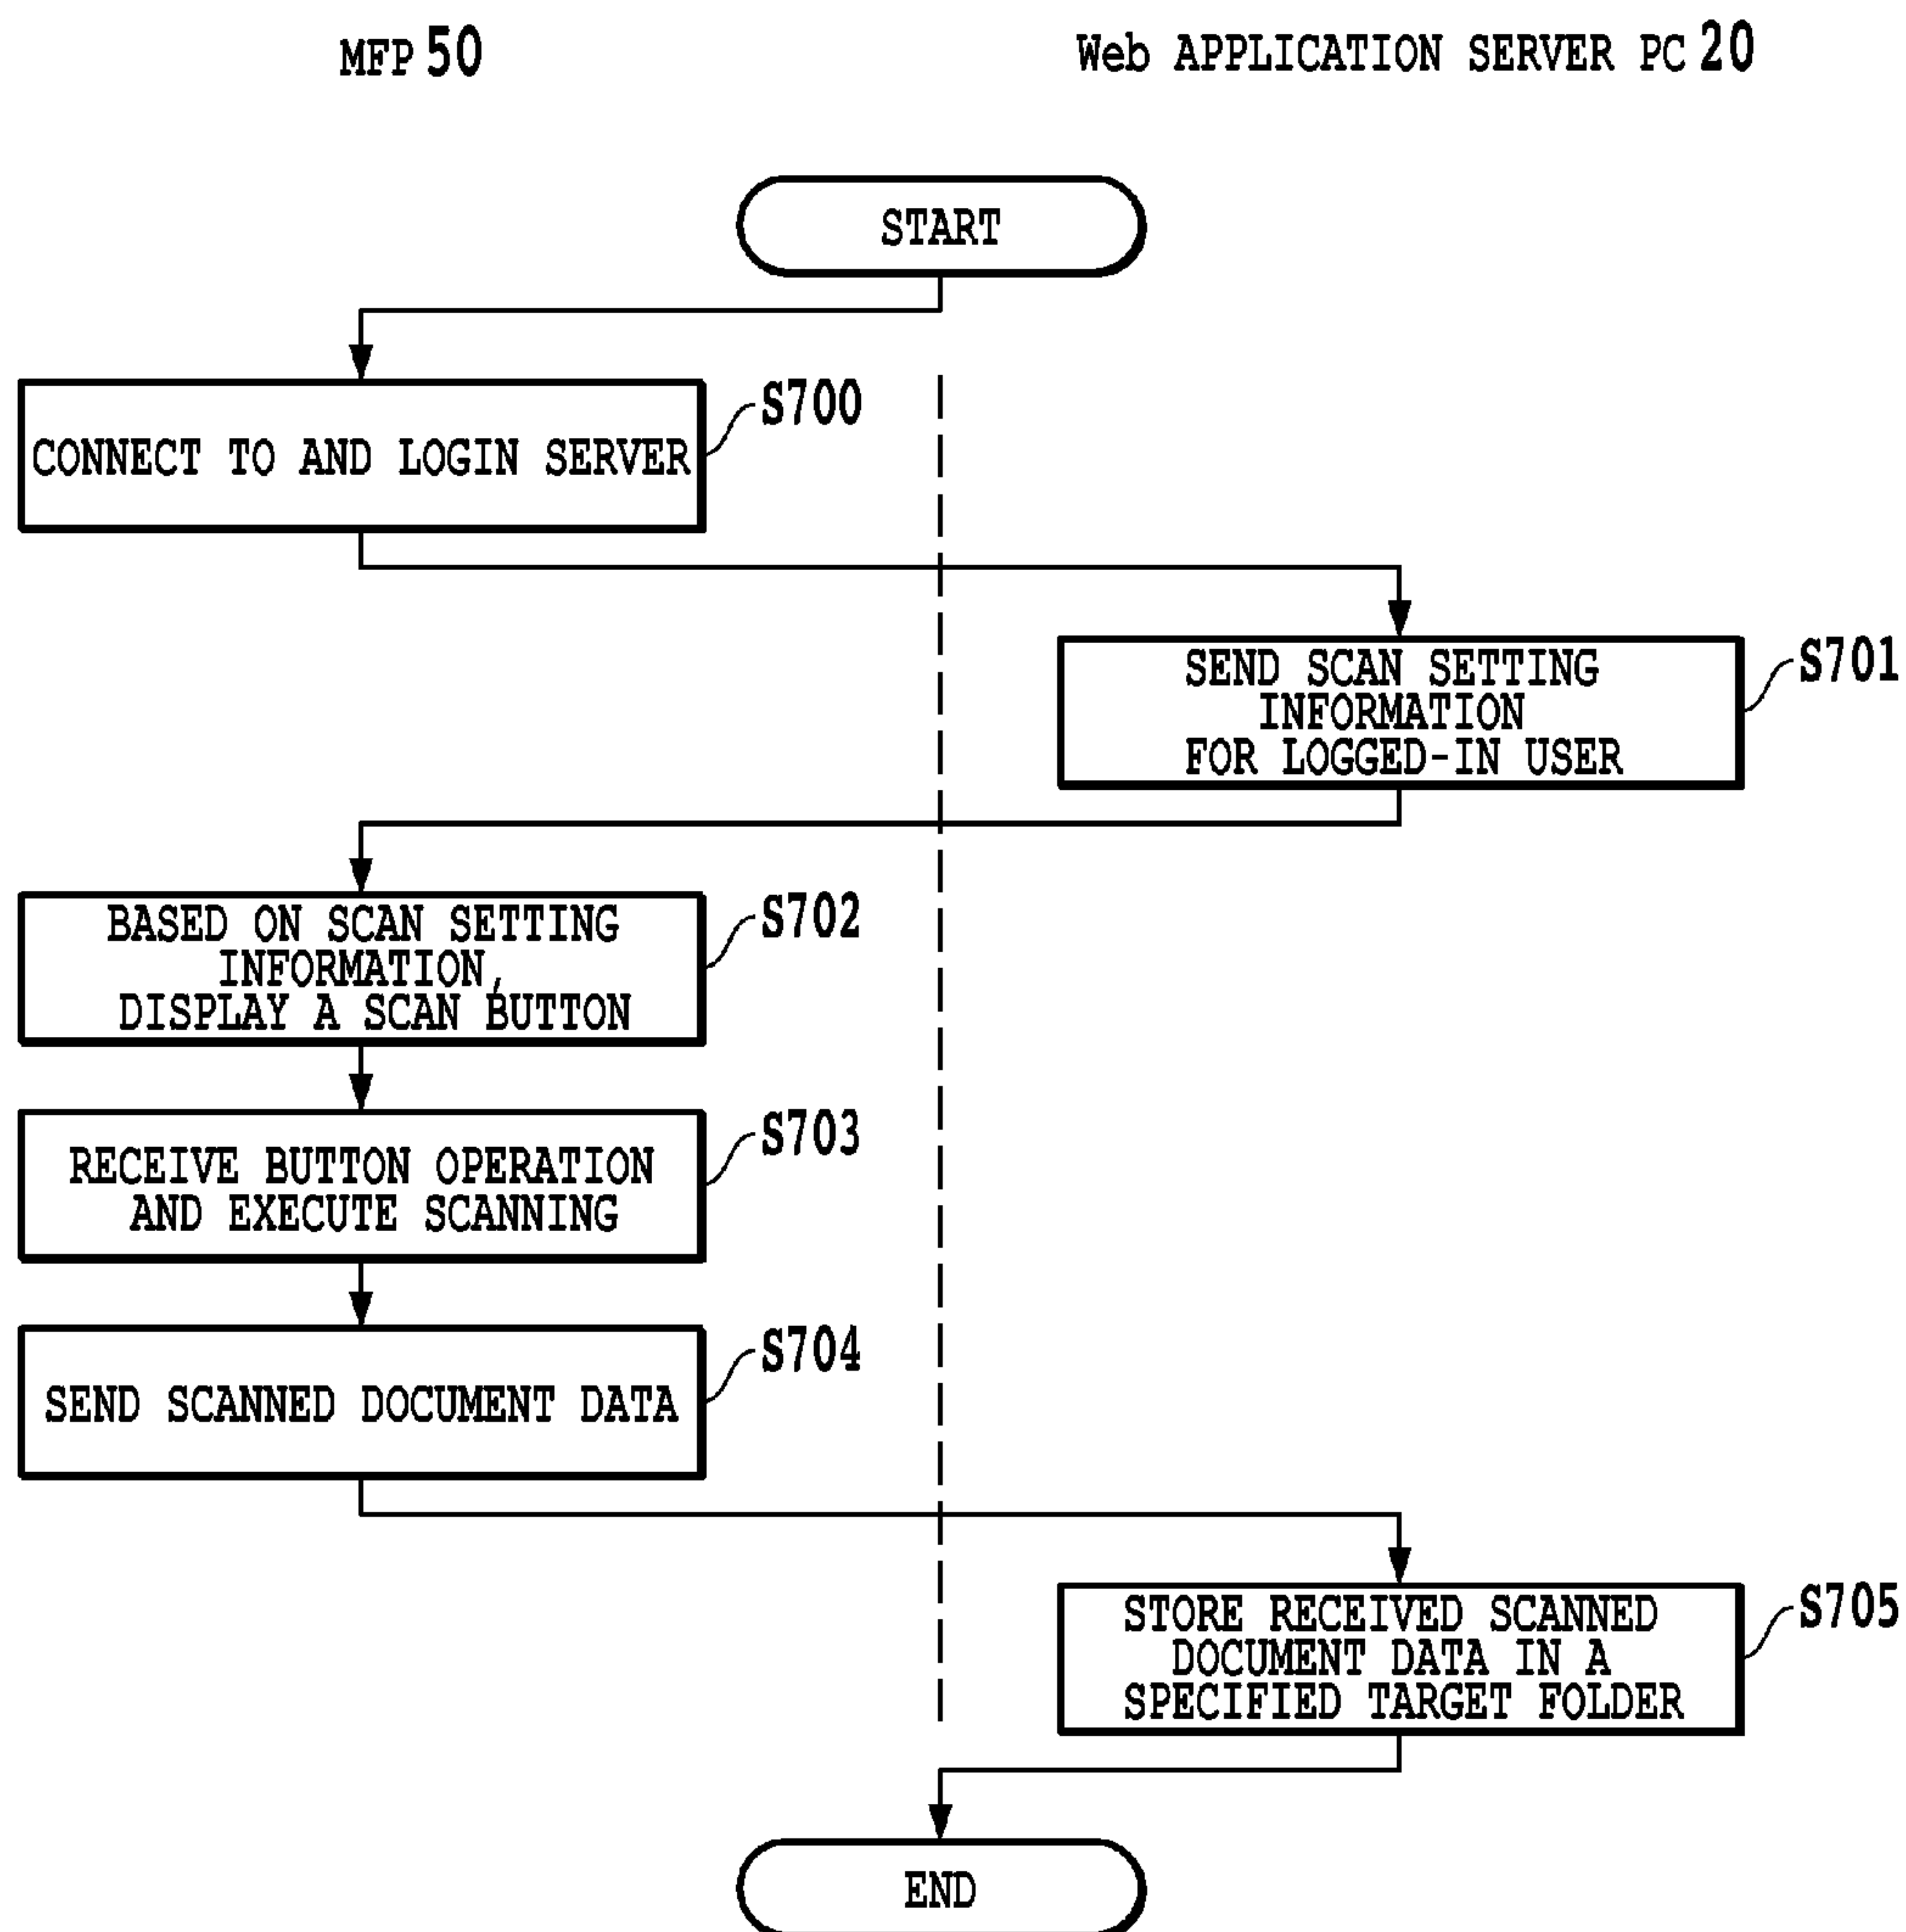 MFP 50
Web APPLICATION SERVER PC 20
START
S700
CONNECT TO AND LOGIN SERVER
S701
SEND SCAN SETTING
INFORMATION
FOR LOGGED-IN USER
S702
BASED ON SCAN SETTING
INFORMATION,
DISPLAY A SCAN BUTTON
S703
RECEIVE BUTTON OPERATION
AND EXECUTE SCANNING
S704
SEND SCANNED DOCUMENT DATA
S705
STORE RECEIVED SCANNED
DOCUMENT DATA IN A
SPECIFIED TARGET FOLDER
END